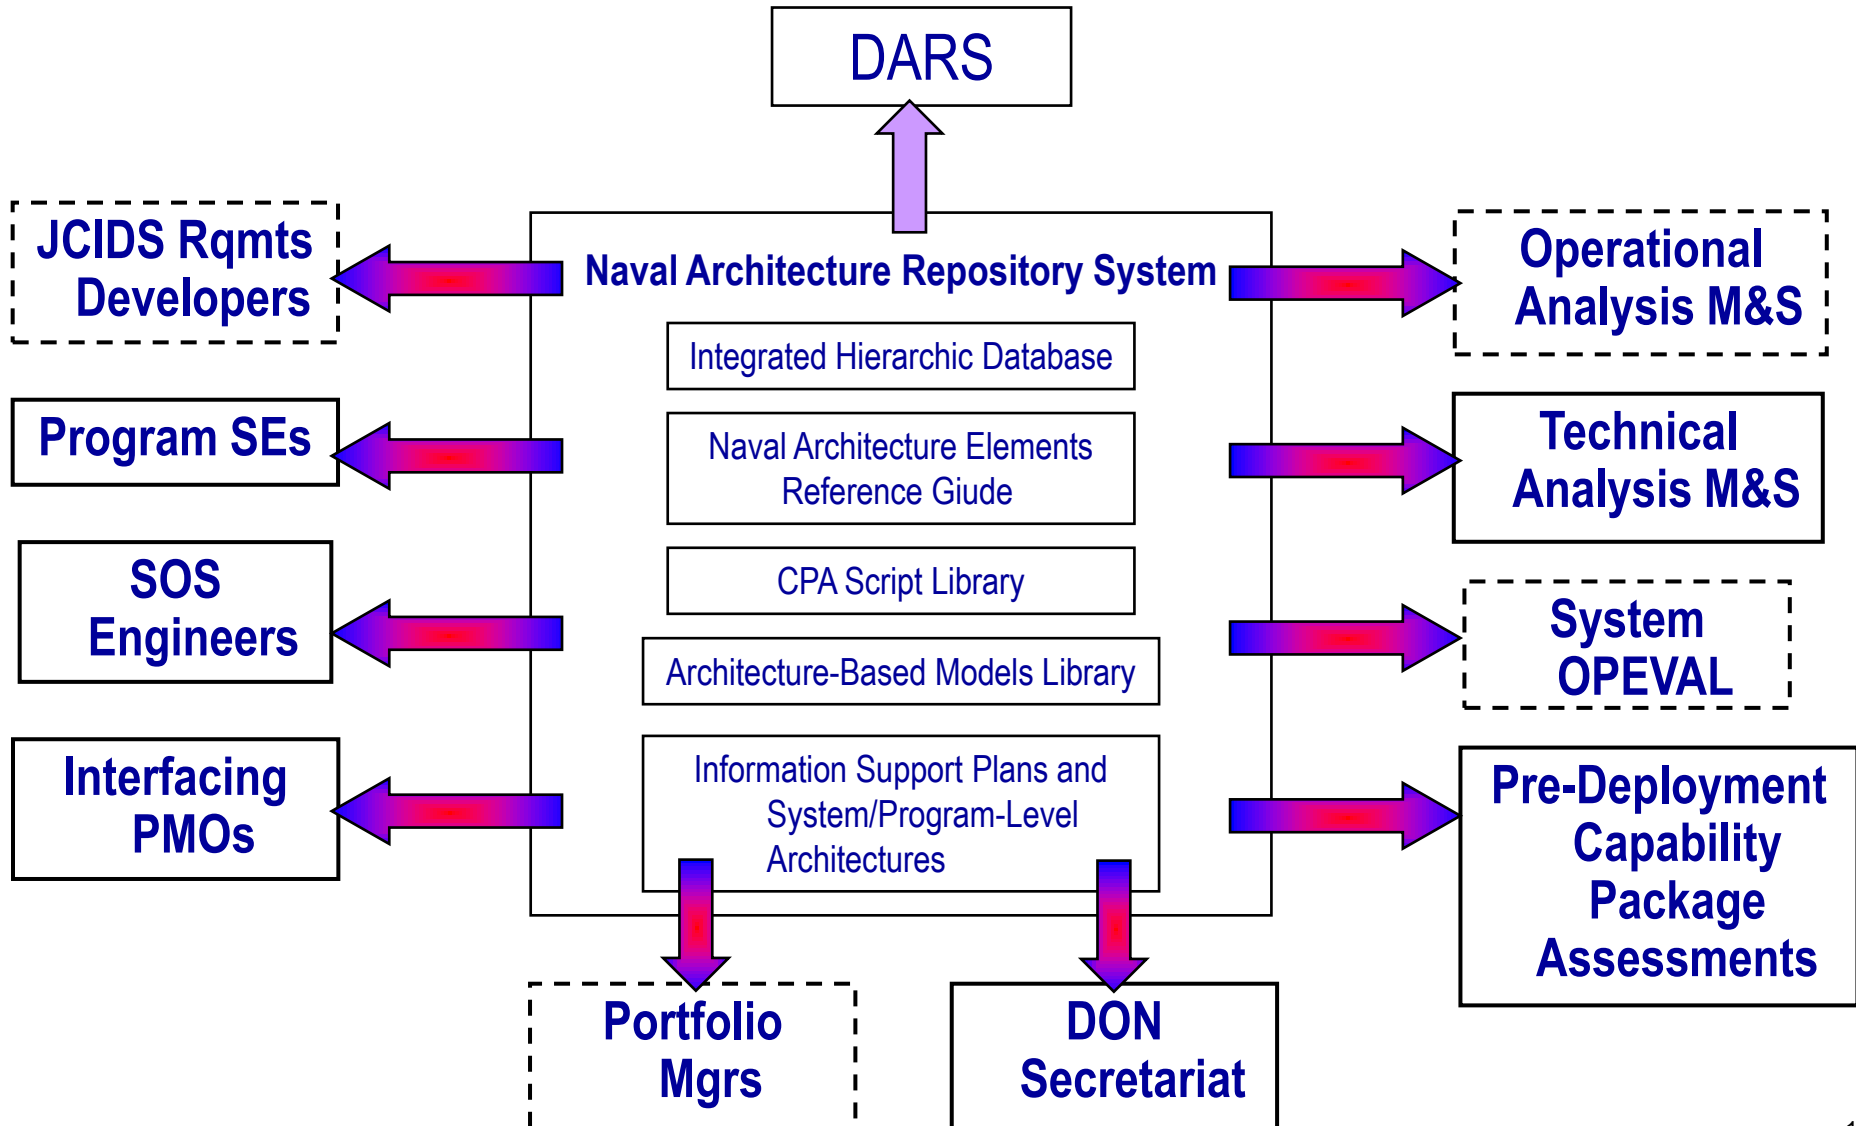 DARS
JCIDS Rqmts
Developers
Program SEs
SOS
Engineers
Interfacing
PMOs
Naval Architecture Repository System
Integrated Hierarchic Database
Naval Architecture Elements
Reference Giude
CPA Script Library
Architecture-Based Models Library
Information Support Plans and
System/Program-Level
Architectures
Operational
Analysis M&S
Technical
Analysis M&S
System
OPEVAL
Pre-Deployment
Capability
Package
Assessments
Portfolio
Mgrs
DON
Secretariat